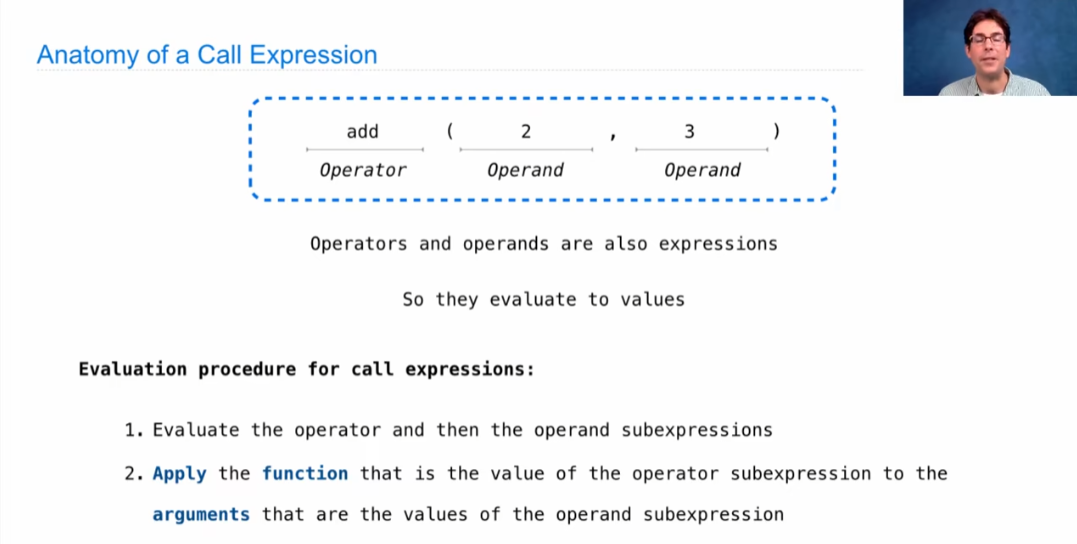 Anatomy of a Call Expression
add ( 2 , 3 )
Operator Operand Operand
Operators and operands are also expressions
So they evaluate to values
Evaluation procedure for call expressions:
1. Evaluate the operator and then the operand subexpressions
2. Apply the function that is the value of the operator subexpression to the
arguments that are the values of the operand subexpression